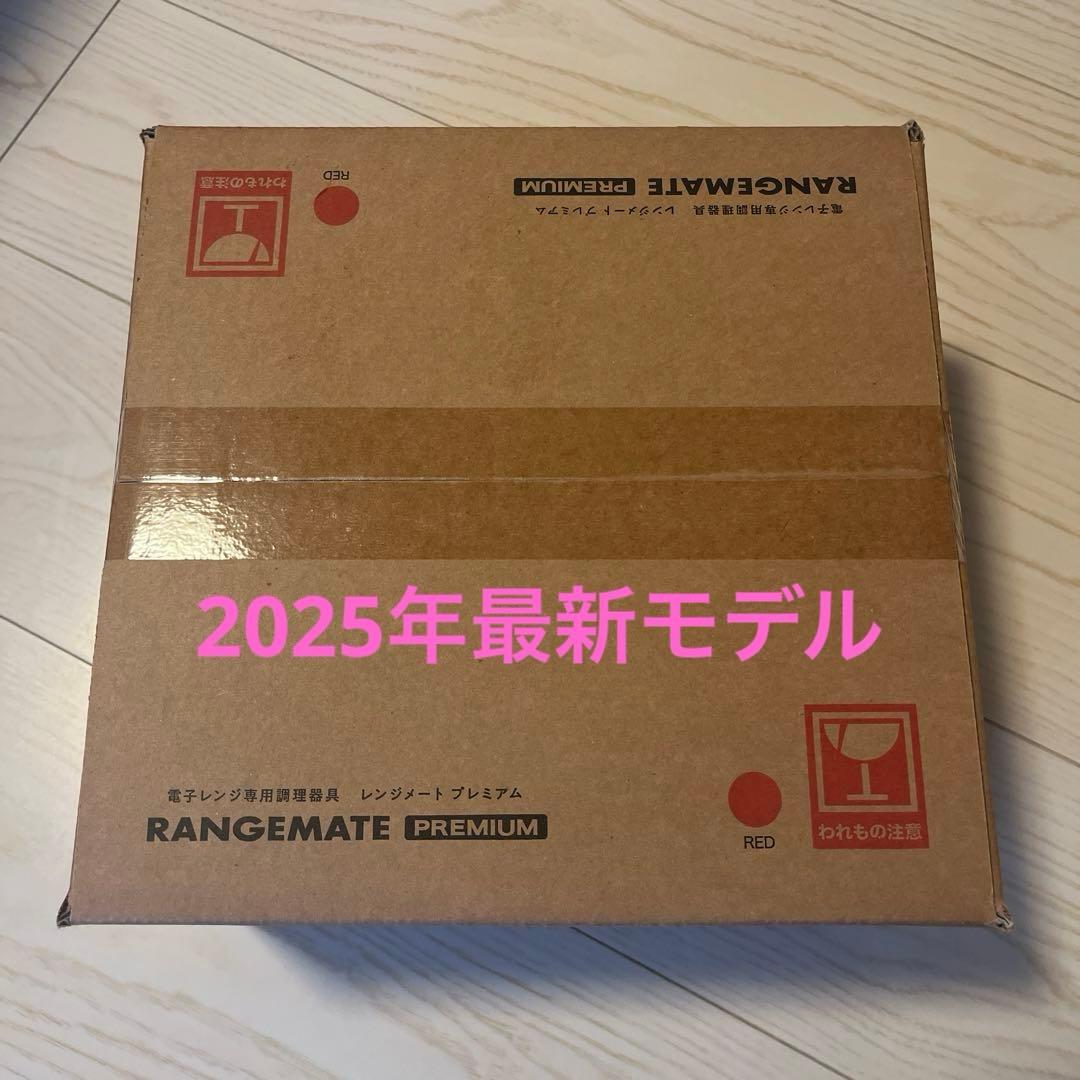 RED
われもの注意
RANGEMATE PREMIUM
電子レンジ専用調理器具 レンジメート プレミアム
2025年最新モデル
電子レンジ専用調理器具 レンジメート プレミアム
RANGEMATE PREMIUM
RED
われもの注意